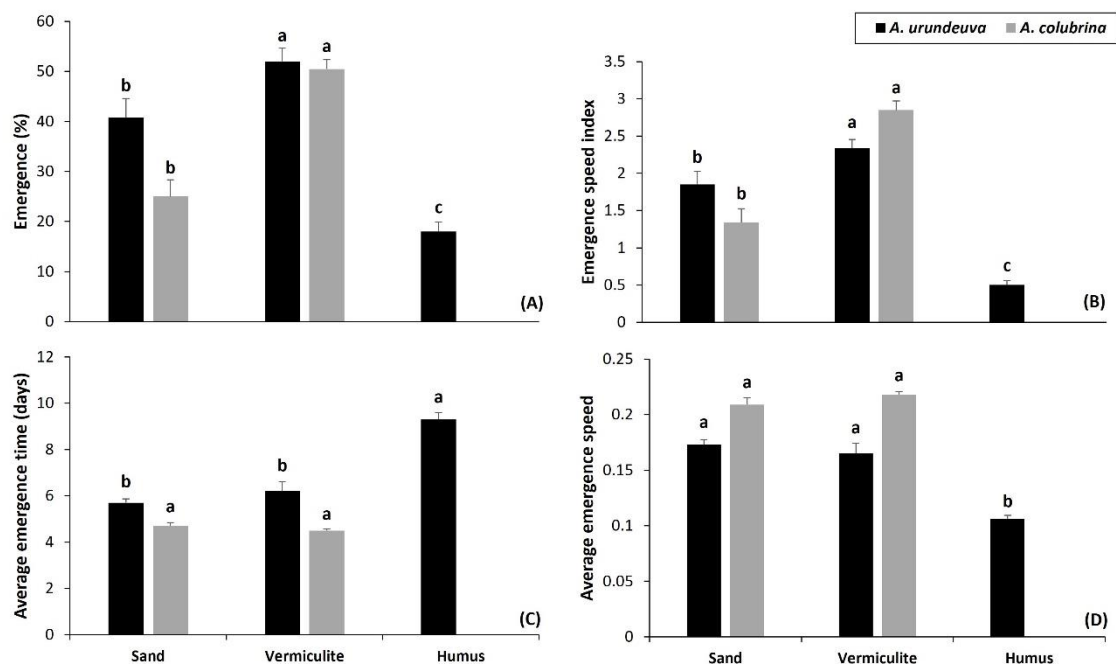 A. urundeuva A. colubrina
Emergence (%)
60
50
40
30
20
10
0
b
b
a
a
c
(A)
Emergence speed index
3.5
3
2.5
2
1.5
1
0.5
0
b
b
a
a
c
(B)
Average emergence time (days)
12
10
8
6
4
2
0
b
a
b
a
a
(C)
Sand Vermiculite Humus
Average emergence speed
0.25
0.2
0.15
0.1
0.05
0
a
a
a
a
b
(D)
Sand Vermiculite Humus